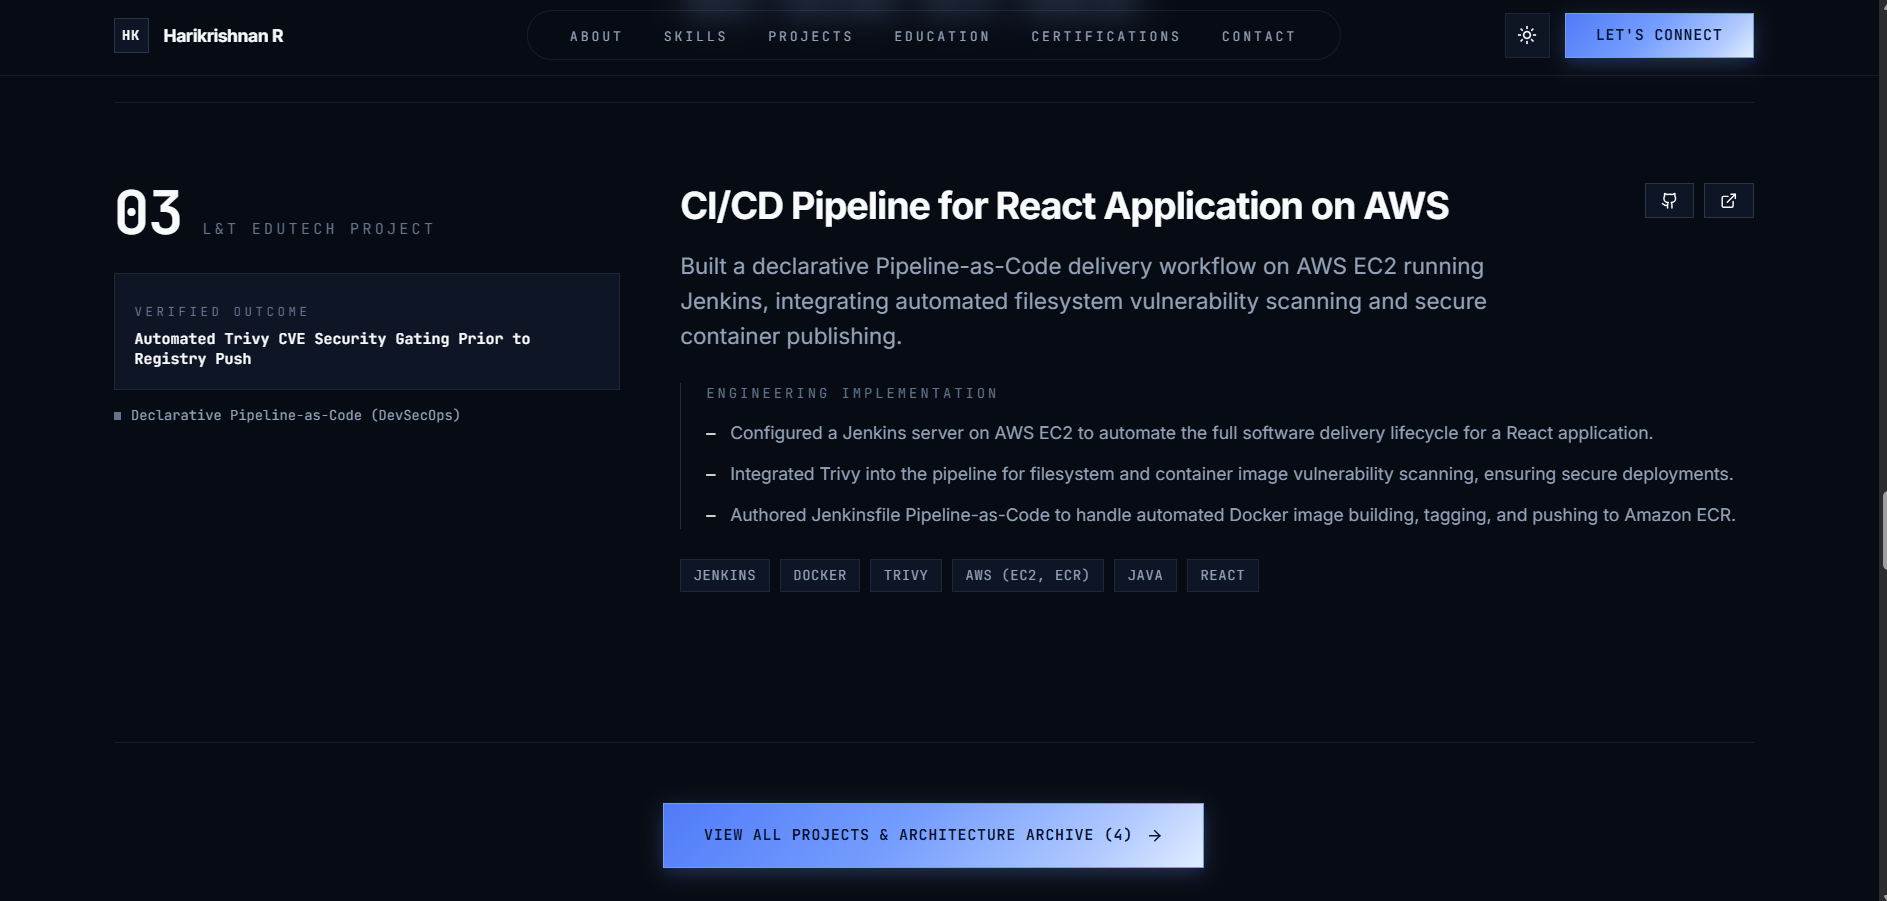 HK Harikrishnan R
ABOUT SKILLS PROJECTS EDUCATION CERTIFICATIONS CONTACT
LET'S CONNECT
03 L&T EDUTECH PROJECT
VERIFIED OUTCOME
Automated Trivy CVE Security Gating Prior to
Registry Push
Declarative Pipeline-as-Code (DevSecOps)
CI/CD Pipeline for React Application on AWS
Built a declarative Pipeline-as-Code delivery workflow on AWS EC2 running
Jenkins, integrating automated filesystem vulnerability scanning and secure
container publishing.
ENGINEERING IMPLEMENTATION
– Configured a Jenkins server on AWS EC2 to automate the full software delivery lifecycle for a React application.
– Integrated Trivy into the pipeline for filesystem and container image vulnerability scanning, ensuring secure deployments.
– Authored Jenkinsfile Pipeline-as-Code to handle automated Docker image building, tagging, and pushing to Amazon ECR.
JENKINS DOCKER TRIVY AWS (EC2, ECR) JAVA REACT
VIEW ALL PROJECTS & ARCHITECTURE ARCHIVE (4) →